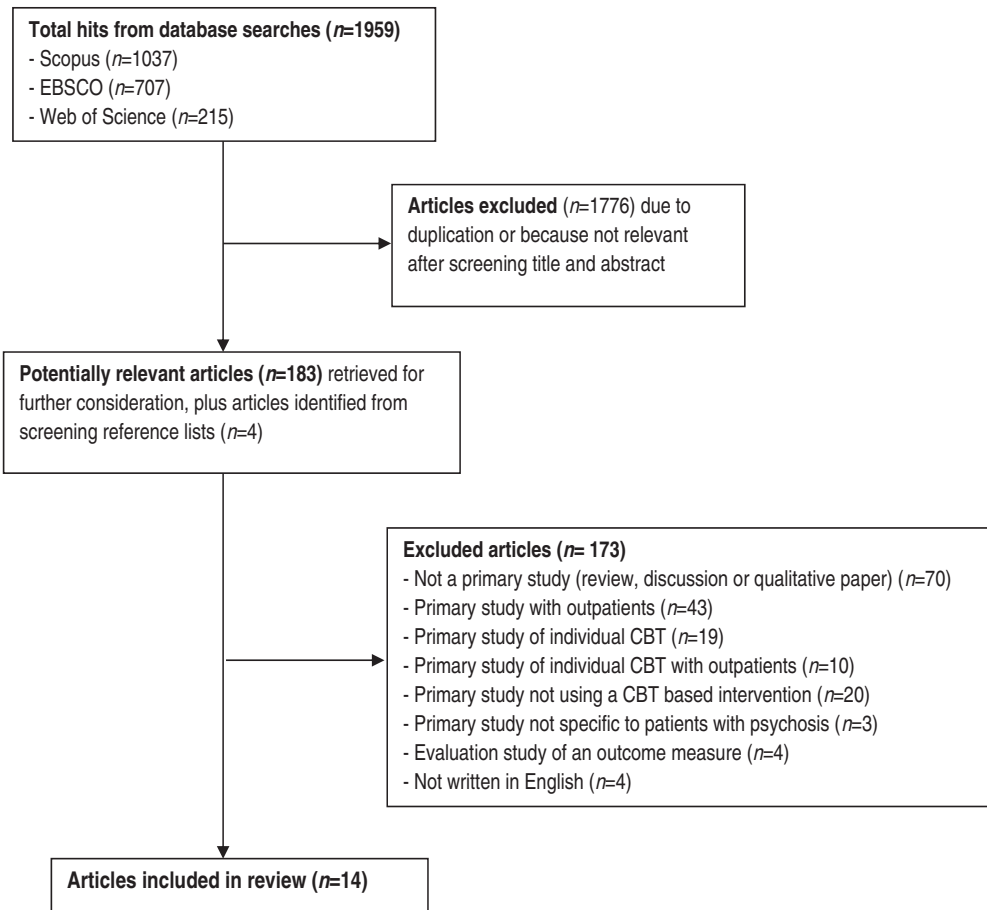 Total hits from database searches (n=1959)
- Scopus (n=1037)
- EBSCO (n=707)
- Web of Science (n=215)
Articles excluded (n=1776) due to
duplication or because not relevant
after screening title and abstract
Potentially relevant articles (n=183) retrieved for
further consideration, plus articles identified from
screening reference lists (n=4)
Excluded articles (n= 173)
- Not a primary study (review, discussion or qualitative paper) (n=70)
- Primary study with outpatients (n=43)
- Primary study of individual CBT (n=19)
- Primary study of individual CBT with outpatients (n=10)
- Primary study not using a CBT based intervention (n=20)
- Primary study not specific to patients with psychosis (n=3)
- Evaluation study of an outcome measure (n=4)
- Not written in English (n=4)
Articles included in review (n=14)